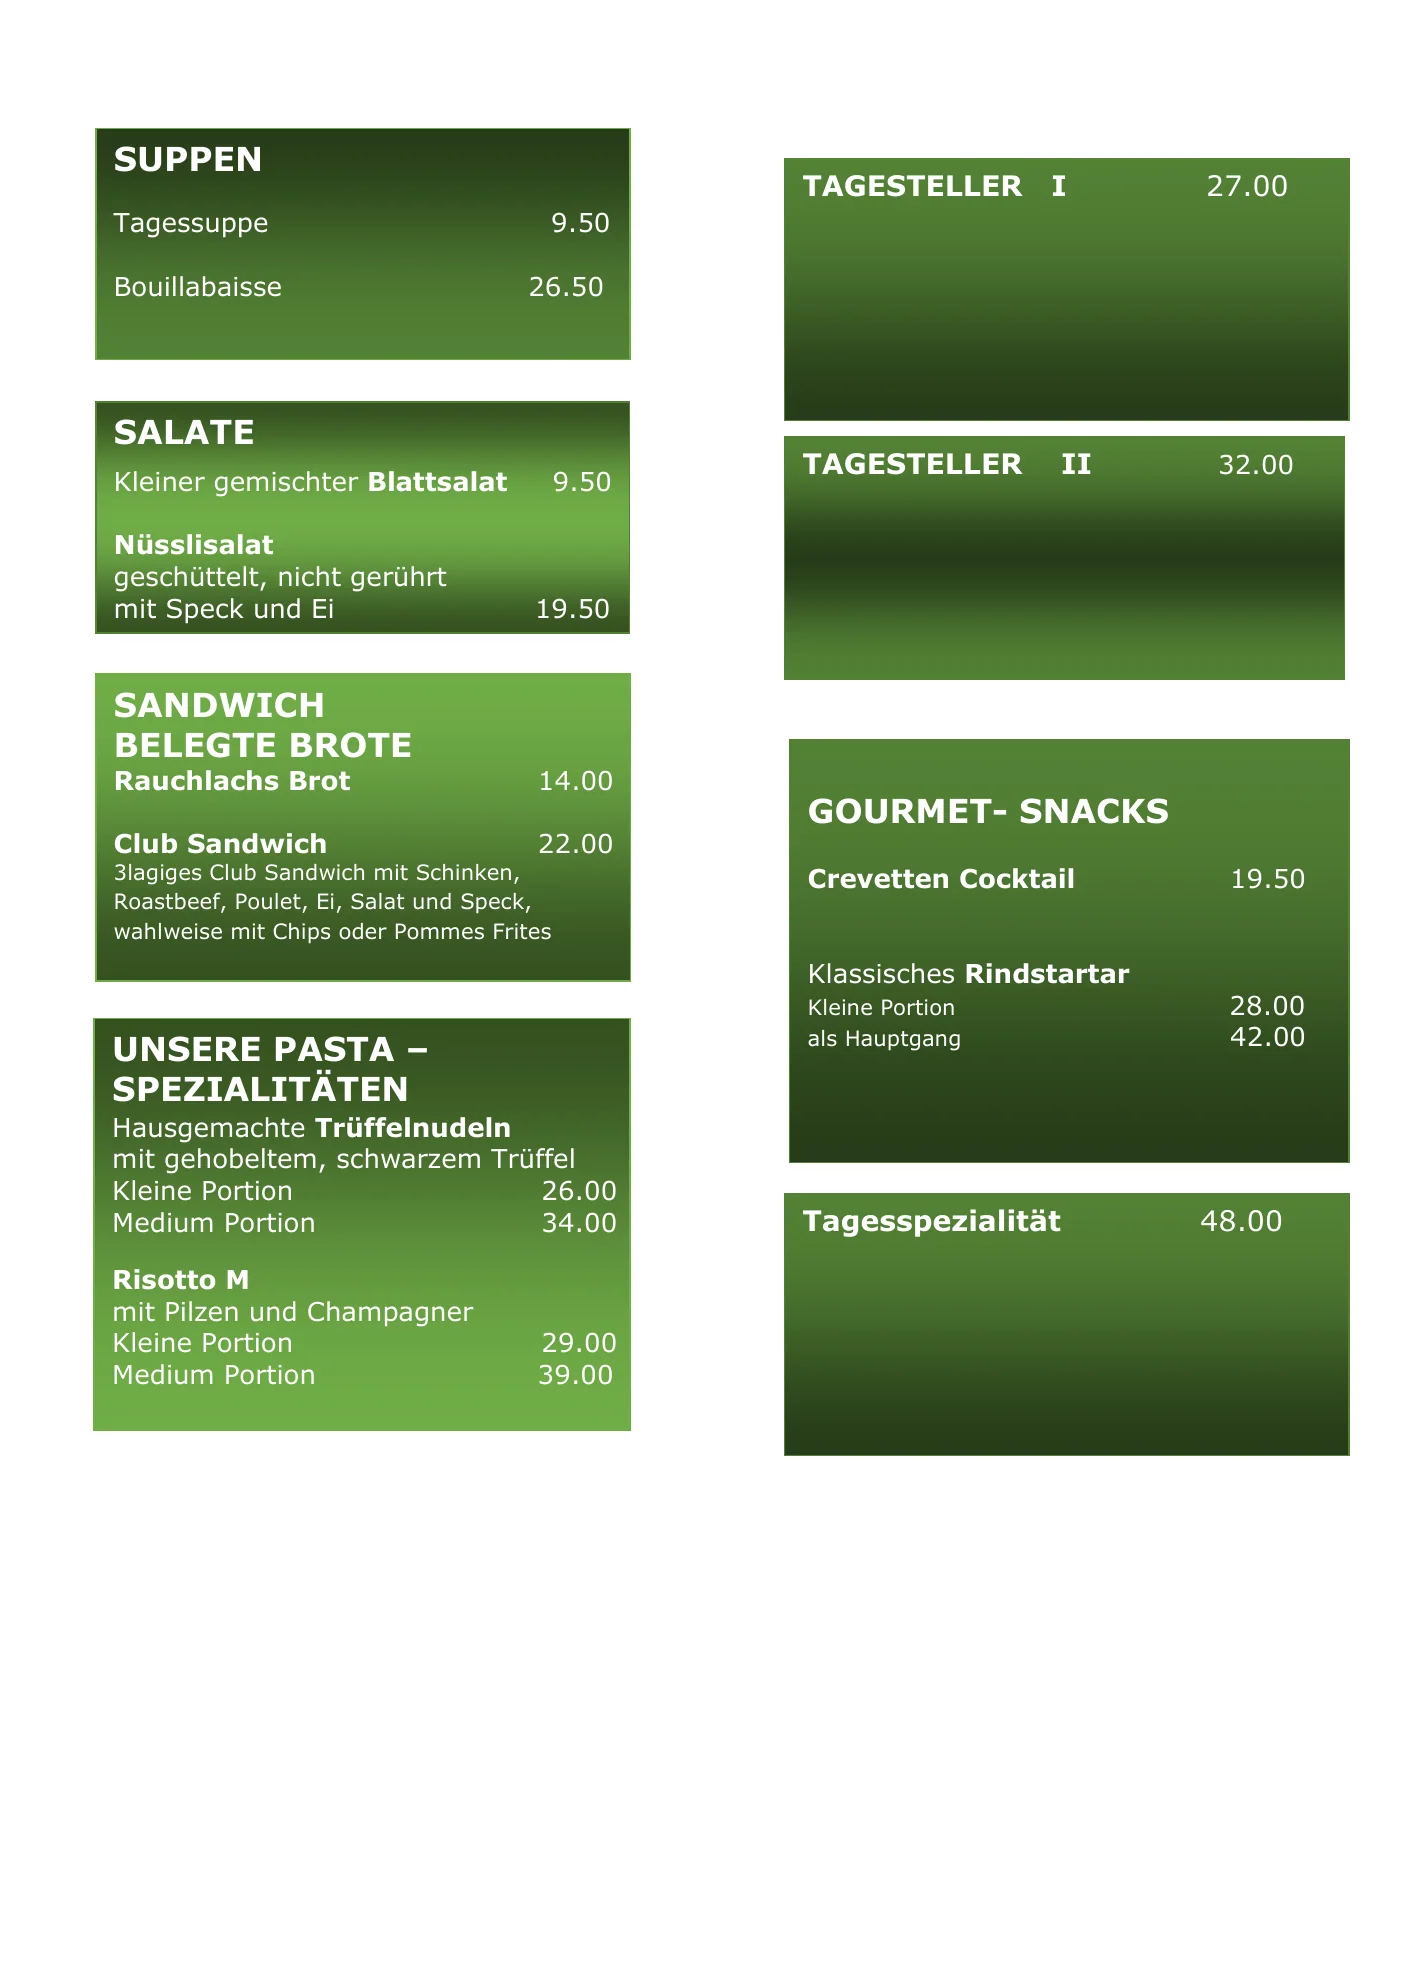 SUPPEN
Tagessuppe 9.50
Bouillabaisse 26.50
SALATE
Kleiner gemischter Blattsalat 9.50
Nüsslisalat
geschüttelt, nicht gerührt
mit Speck und Ei 19.50
SANDWICH
BELEGTE BROTE
Rauchlachs Brot 14.00
Club Sandwich 22.00
3lagiges Club Sandwich mit Schinken,
Roastbeef, Poulet, Ei, Salat und Speck,
wahlweise mit Chips oder Pommes Frites
UNSERE PASTA –
SPEZIALITÄTEN
Hausgemachte Trüffelnudeln
mit gehobeltem, schwarzem Trüffel
Kleine Portion 26.00
Medium Portion 34.00
Risotto M
mit Pilzen und Champagner
Kleine Portion 29.00
Medium Portion 39.00
TAGESTELLER I 27.00
TAGESTELLER II 32.00
GOURMET- SNACKS
Crevetten Cocktail 19.50
Klassisches Rindstartar
Kleine Portion 28.00
als Hauptgang 42.00
Tagesspezialität 48.00